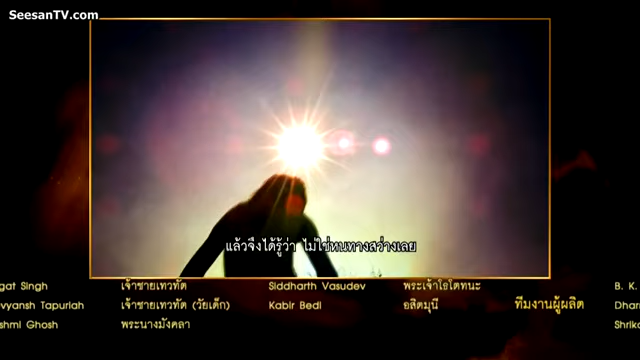 SeesanTV.com
แล้วจึงได้รู้ว่า ไม่ใช่หนทางสว่างเลย
gat Singh เจ้าชายเทวทัต Siddharth Vasudev พระเจ้าโธโตทนะ B. K.
vyansh Tapuriah เจ้าชายเทวทัต (วัยเด็ก) Kabir Bedi อสิตมุนี ทีมงานผู้ผลิต Dharm
shmi Ghosh พระนางมังคลา Shrika